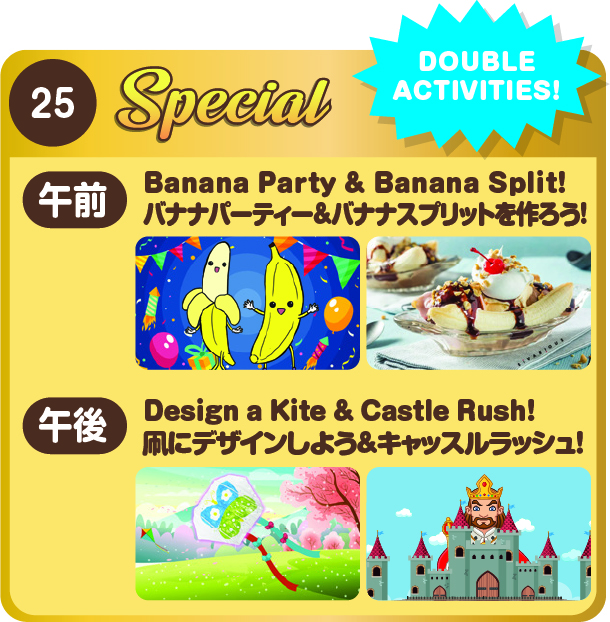 DOUBLE
ACTIVITIES!
25
Special
午前
Banana Party & Banana Split!
バナナパーティー&バナナスプリットを作ろう!
午後
Design a Kite & Castle Rush!
凧にデザインしよう&キャッスルラッシュ!